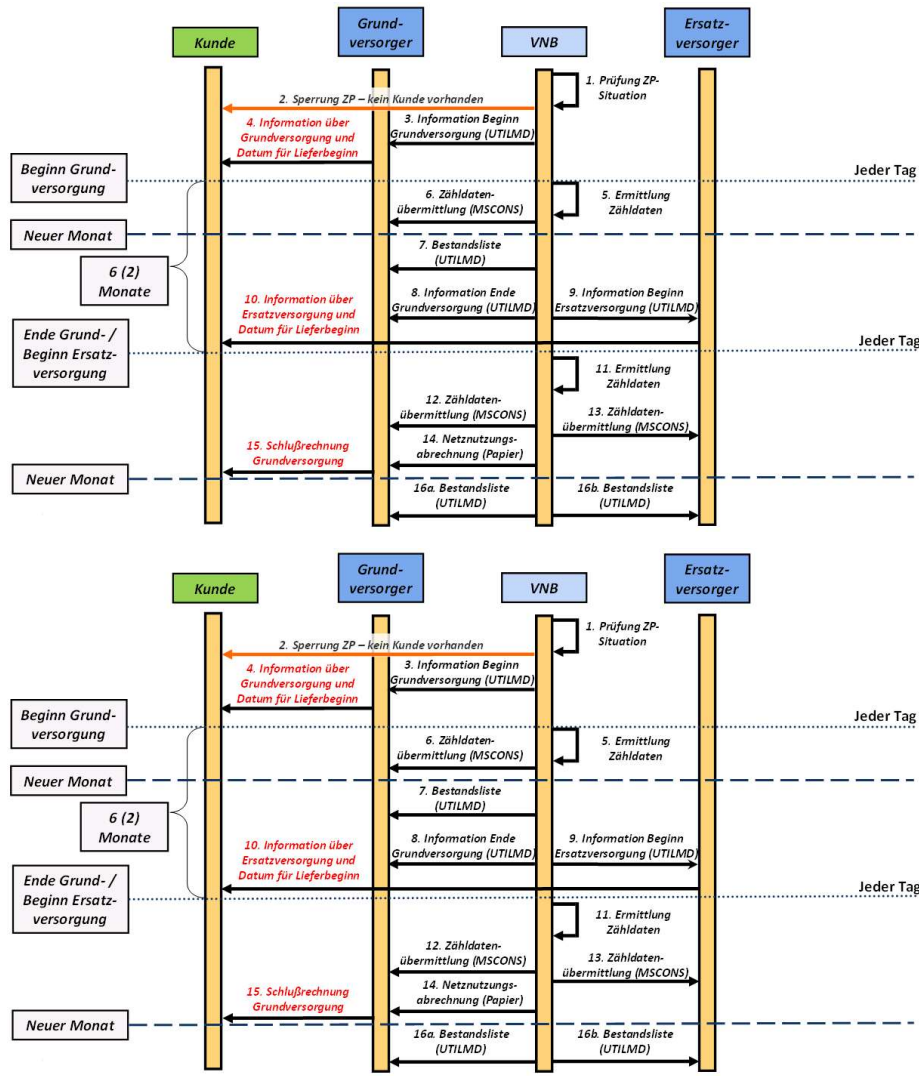 Kunde
Grund-
versorger
VNB
Ersatz-
versorger
1. Prüfung ZP-
Situation
2. Sperrung ZP – kein Kunde vorhanden
4. Information über
Grundversorgung und
Datum für Lieferbeginn
3. Information Beginn
Grundversorgung (UTILMD)
Beginn Grund-
versorgung
Jeder Tag
6. Zähldaten-
übermittlung (MSCONS)
5. Ermittlung
Zähldaten
Neuer Monat
7. Bestandsliste
(UTILMD)
6 (2)
Monate
10. Information über
Ersatzversorgung und
Datum für Lieferbeginn
8. Information Ende
Grundversorgung (UTILMD)
9. Information Beginn
Ersatzversorgung (UTILMD)
Ende Grund- /
Beginn Ersatz-
versorgung
Jeder Tag
11. Ermittlung
Zähldaten
12. Zähldaten-
übermittlung (MSCONS)
13. Zähldaten-
übermittlung (MSCONS)
15. Schlußrechnung
Grundversorgung
14. Netznutzungs-
abrechnung (Papier)
Neuer Monat
16a. Bestandsliste
(UTILMD)
16b. Bestandsliste
(UTILMD)
Kunde
Grund-
versorger
VNB
Ersatz-
versorger
1. Prüfung ZP-
Situation
2. Sperrung ZP – kein Kunde vorhanden
4. Information über
Grundversorgung und
Datum für Lieferbeginn
3. Information Beginn
Grundversorgung (UTILMD)
Beginn Grund-
versorgung
Jeder Tag
6. Zähldaten-
übermittlung (MSCONS)
5. Ermittlung
Zähldaten
Neuer Monat
7. Bestandsliste
(UTILMD)
6 (2)
Monate
10. Information über
Ersatzversorgung und
Datum für Lieferbeginn
8. Information Ende
Grundversorgung (UTILMD)
9. Information Beginn
Ersatzversorgung (UTILMD)
Ende Grund- /
Beginn Ersatz-
versorgung
Jeder Tag
11. Ermittlung
Zähldaten
12. Zähldaten-
übermittlung (MSCONS)
13. Zähldaten-
übermittlung (MSCONS)
15. Schlußrechnung
Grundversorgung
14. Netznutzungs-
abrechnung (Papier)
Neuer Monat
16a. Bestandsliste
(UTILMD)
16b. Bestandsliste
(UTILMD)